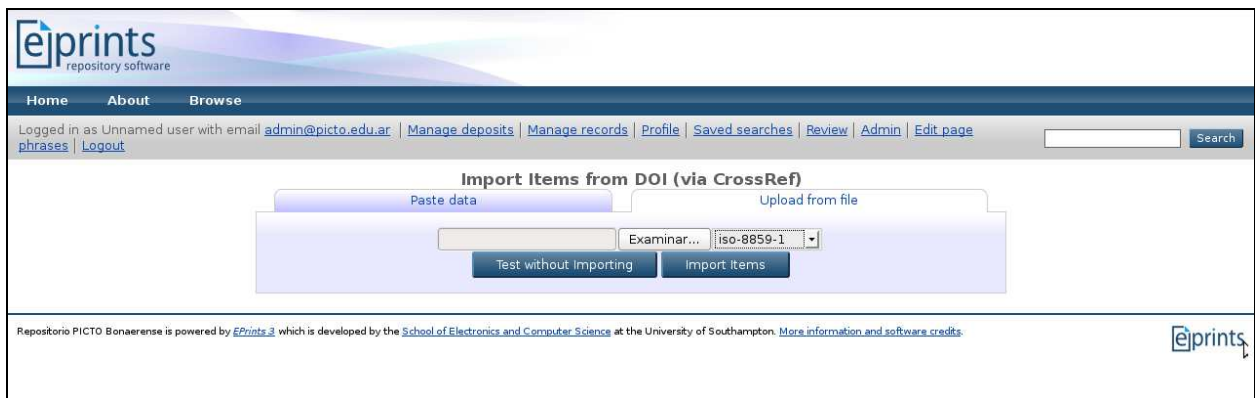 eprints
repository software
Home About Browse
Logged in as Unnamed user with email admin@picto.edu.ar | Manage deposits | Manage records | Profile | Saved searches | Review | Admin | Edit page
phrases | Logout
Search
Import Items from DOI (via CrossRef)
Paste data Upload from file
Examinar... iso-8859-1
Test without Importing Import Items
Repositorio PICTO Bonaerense is powered by EPrints 3 which is developed by the School of Electronics and Computer Science at the University of Southampton. More information and software credits.
eprints